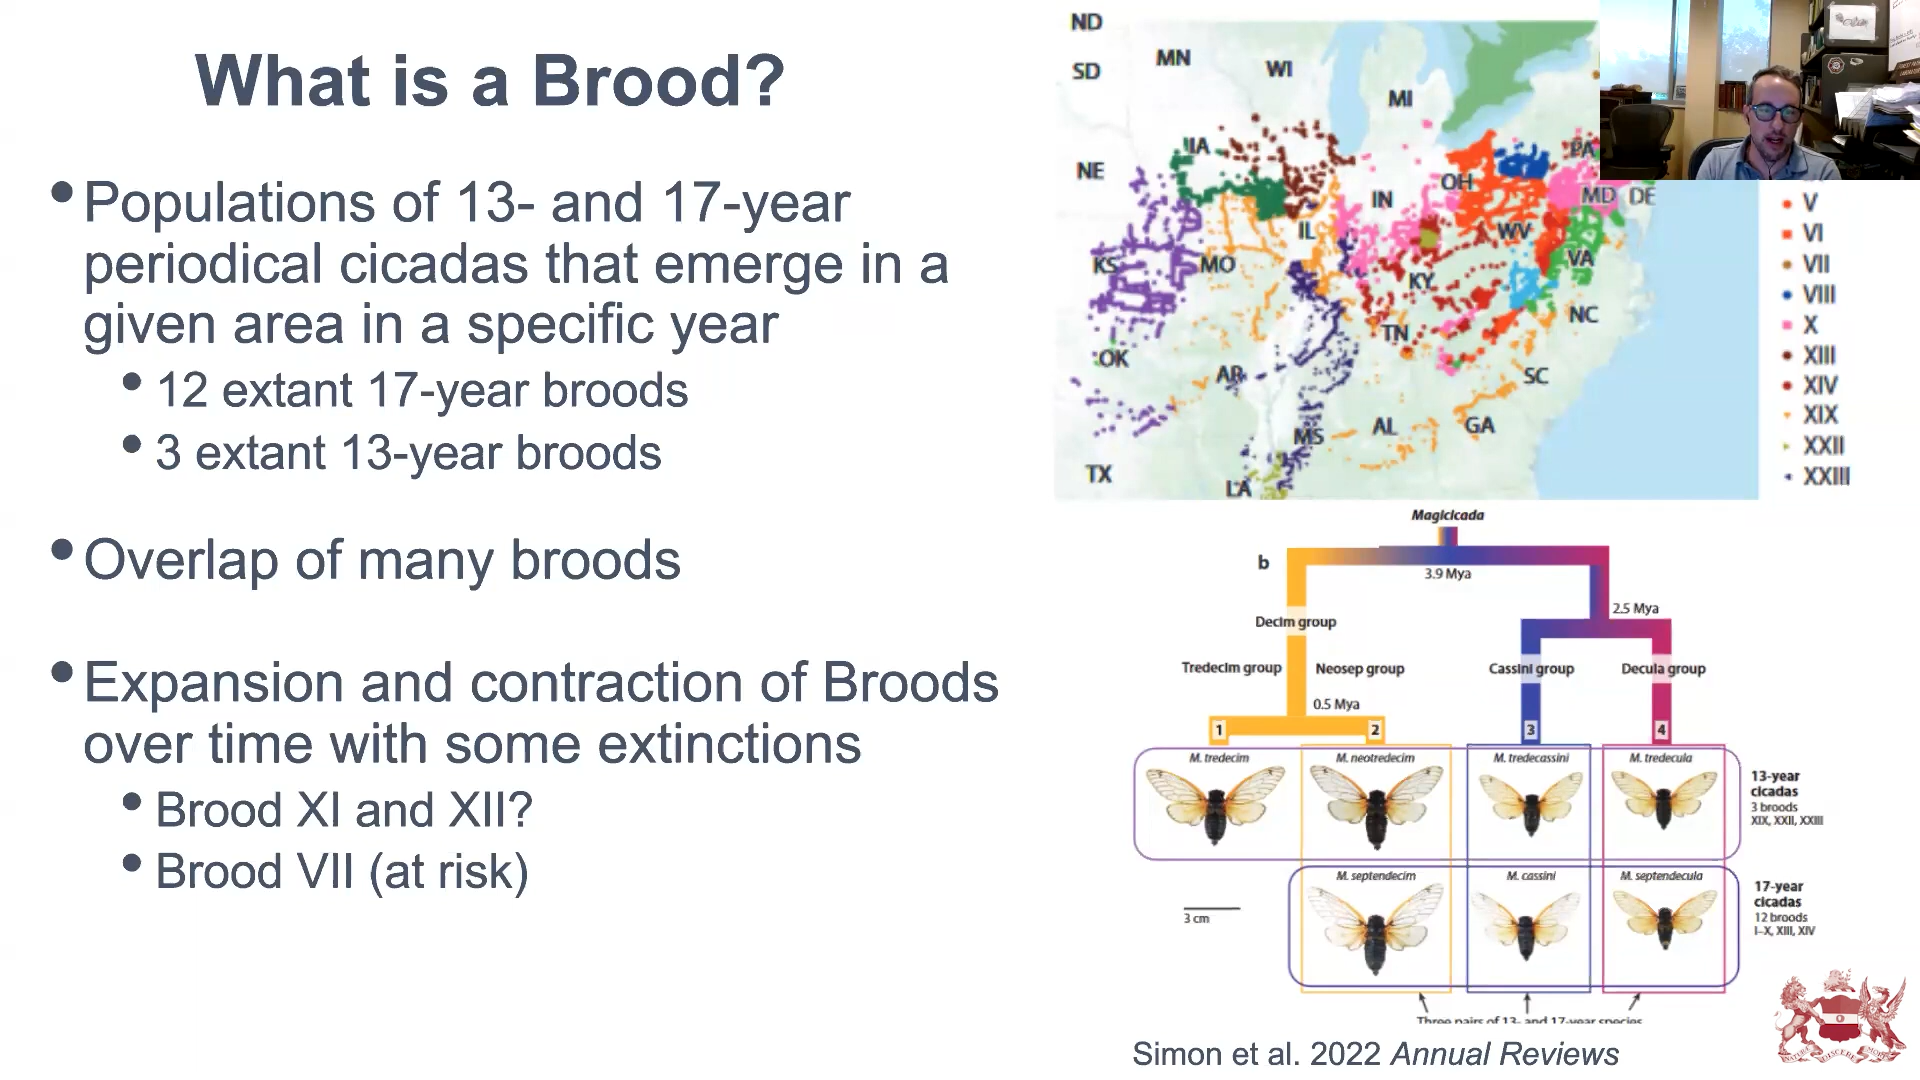 What is a Brood?
• Populations of 13- and 17-year
periodical cicadas that emerge in a
given area in a specific year
• 12 extant 17-year broods
• 3 extant 13-year broods
• Overlap of many broods
• Expansion and contraction of Broods
over time with some extinctions
• Brood XI and XII?
• Brood VII (at risk)
ND
MN
SD
WI
MI
IA
PA
NE
OH
IN
MD DE
IL
WV
KS
MO
VA
KY
NC
TN
OK
AR
SC
AL
GA
MS
TX
LA
V
VI
VII
VIII
X
XIII
XIV
XIX
XXII
XXIII
Magicicada
b
3.9 Mya
2.5 Mya
Decim group
Tredecim group
Neosep group
Cassini group
Decula group
0.5 Mya
1
2
3
4
M. tredecim
M. neotredecim
M. tredecassini
M. tredecula
13-year
cicadas
3 broods
XIX, XXII, XXIII
M. septendecim
M. cassini
M. septendecula
17-year
cicadas
12 broods
I–X, XIII, XIV
3 cm
Three pairs of 13- and 17-year species
Simon et al. 2022 Annual Reviews